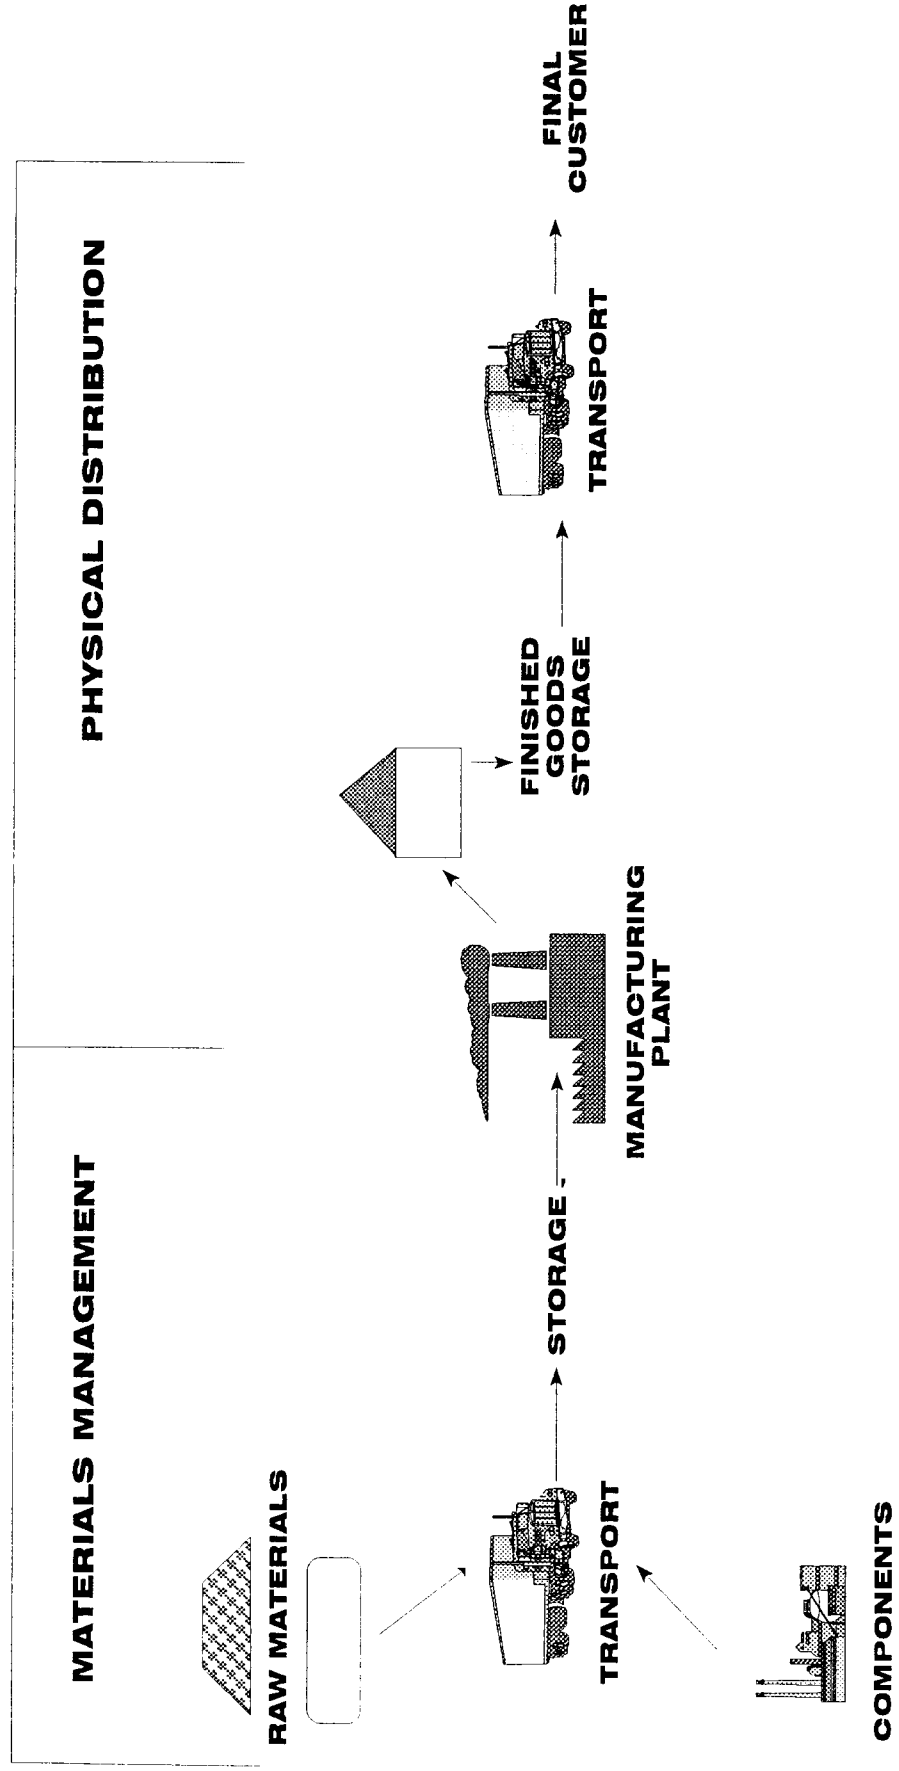 MATERIALS MANAGEMENT
PHYSICAL DISTRIBUTION
RAW MATERIALS
TRANSPORT
COMPONENTS
STORAGE
MANUFACTURING
PLANT
FINISHED
GOODS
STORAGE
TRANSPORT
FINAL
CUSTOMER